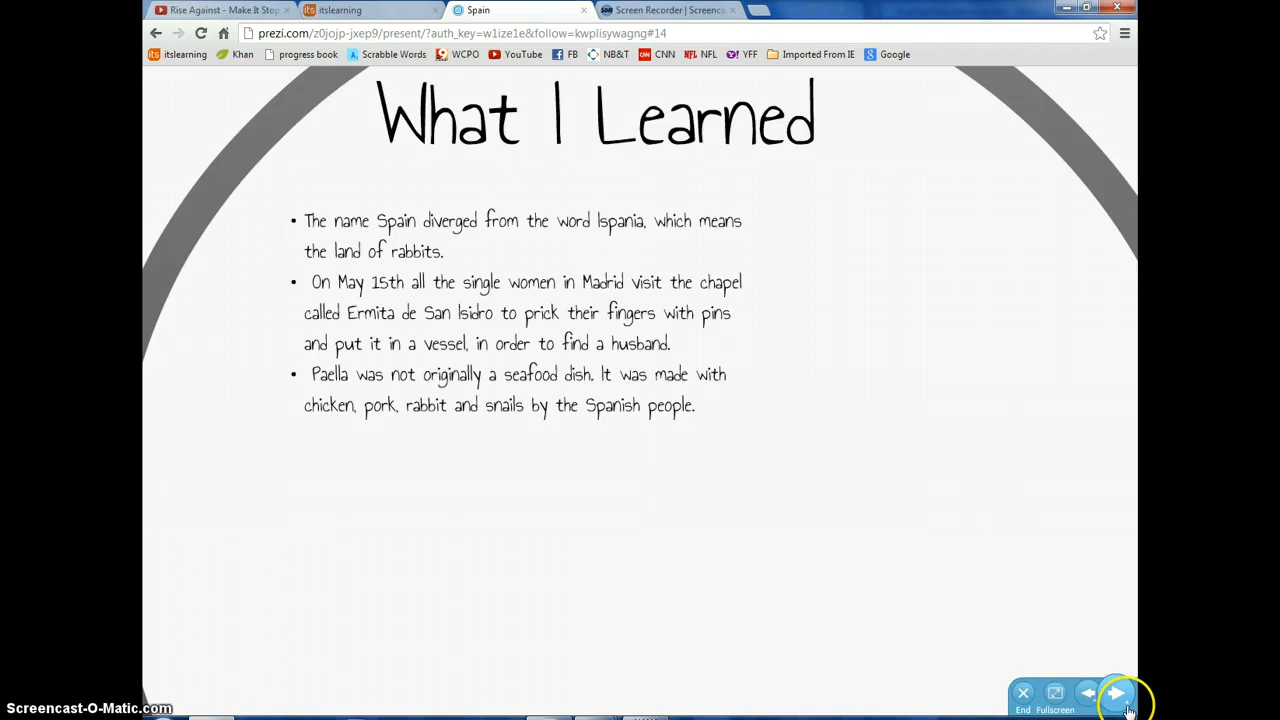 Rise Against - Make It Stop
itslearning
Spain
Screen Recorder | Screenc
prezi.com/z0jojp-jxep9/present/?auth_key=w1ize1e&follow=kwplisywagng#14
itslearning
Khan
progress book
Scrabble Words
WCPO
YouTube
FB
NB&T
CNN
NFL
YFF
Imported From IE
Google
What I Learned
• The name Spain diverged from the word Ispania, which means
the land of rabbits.
• On May 15th all the single women in Madrid visit the chapel
called Ermita de San Isidro to prick their fingers with pins
and put it in a vessel, in order to find a husband.
• Paella was not originally a seafood dish. It was made with
chicken, pork, rabbit and snails by the Spanish people.
End
Fullscreen
Screencast-O-Matic.com